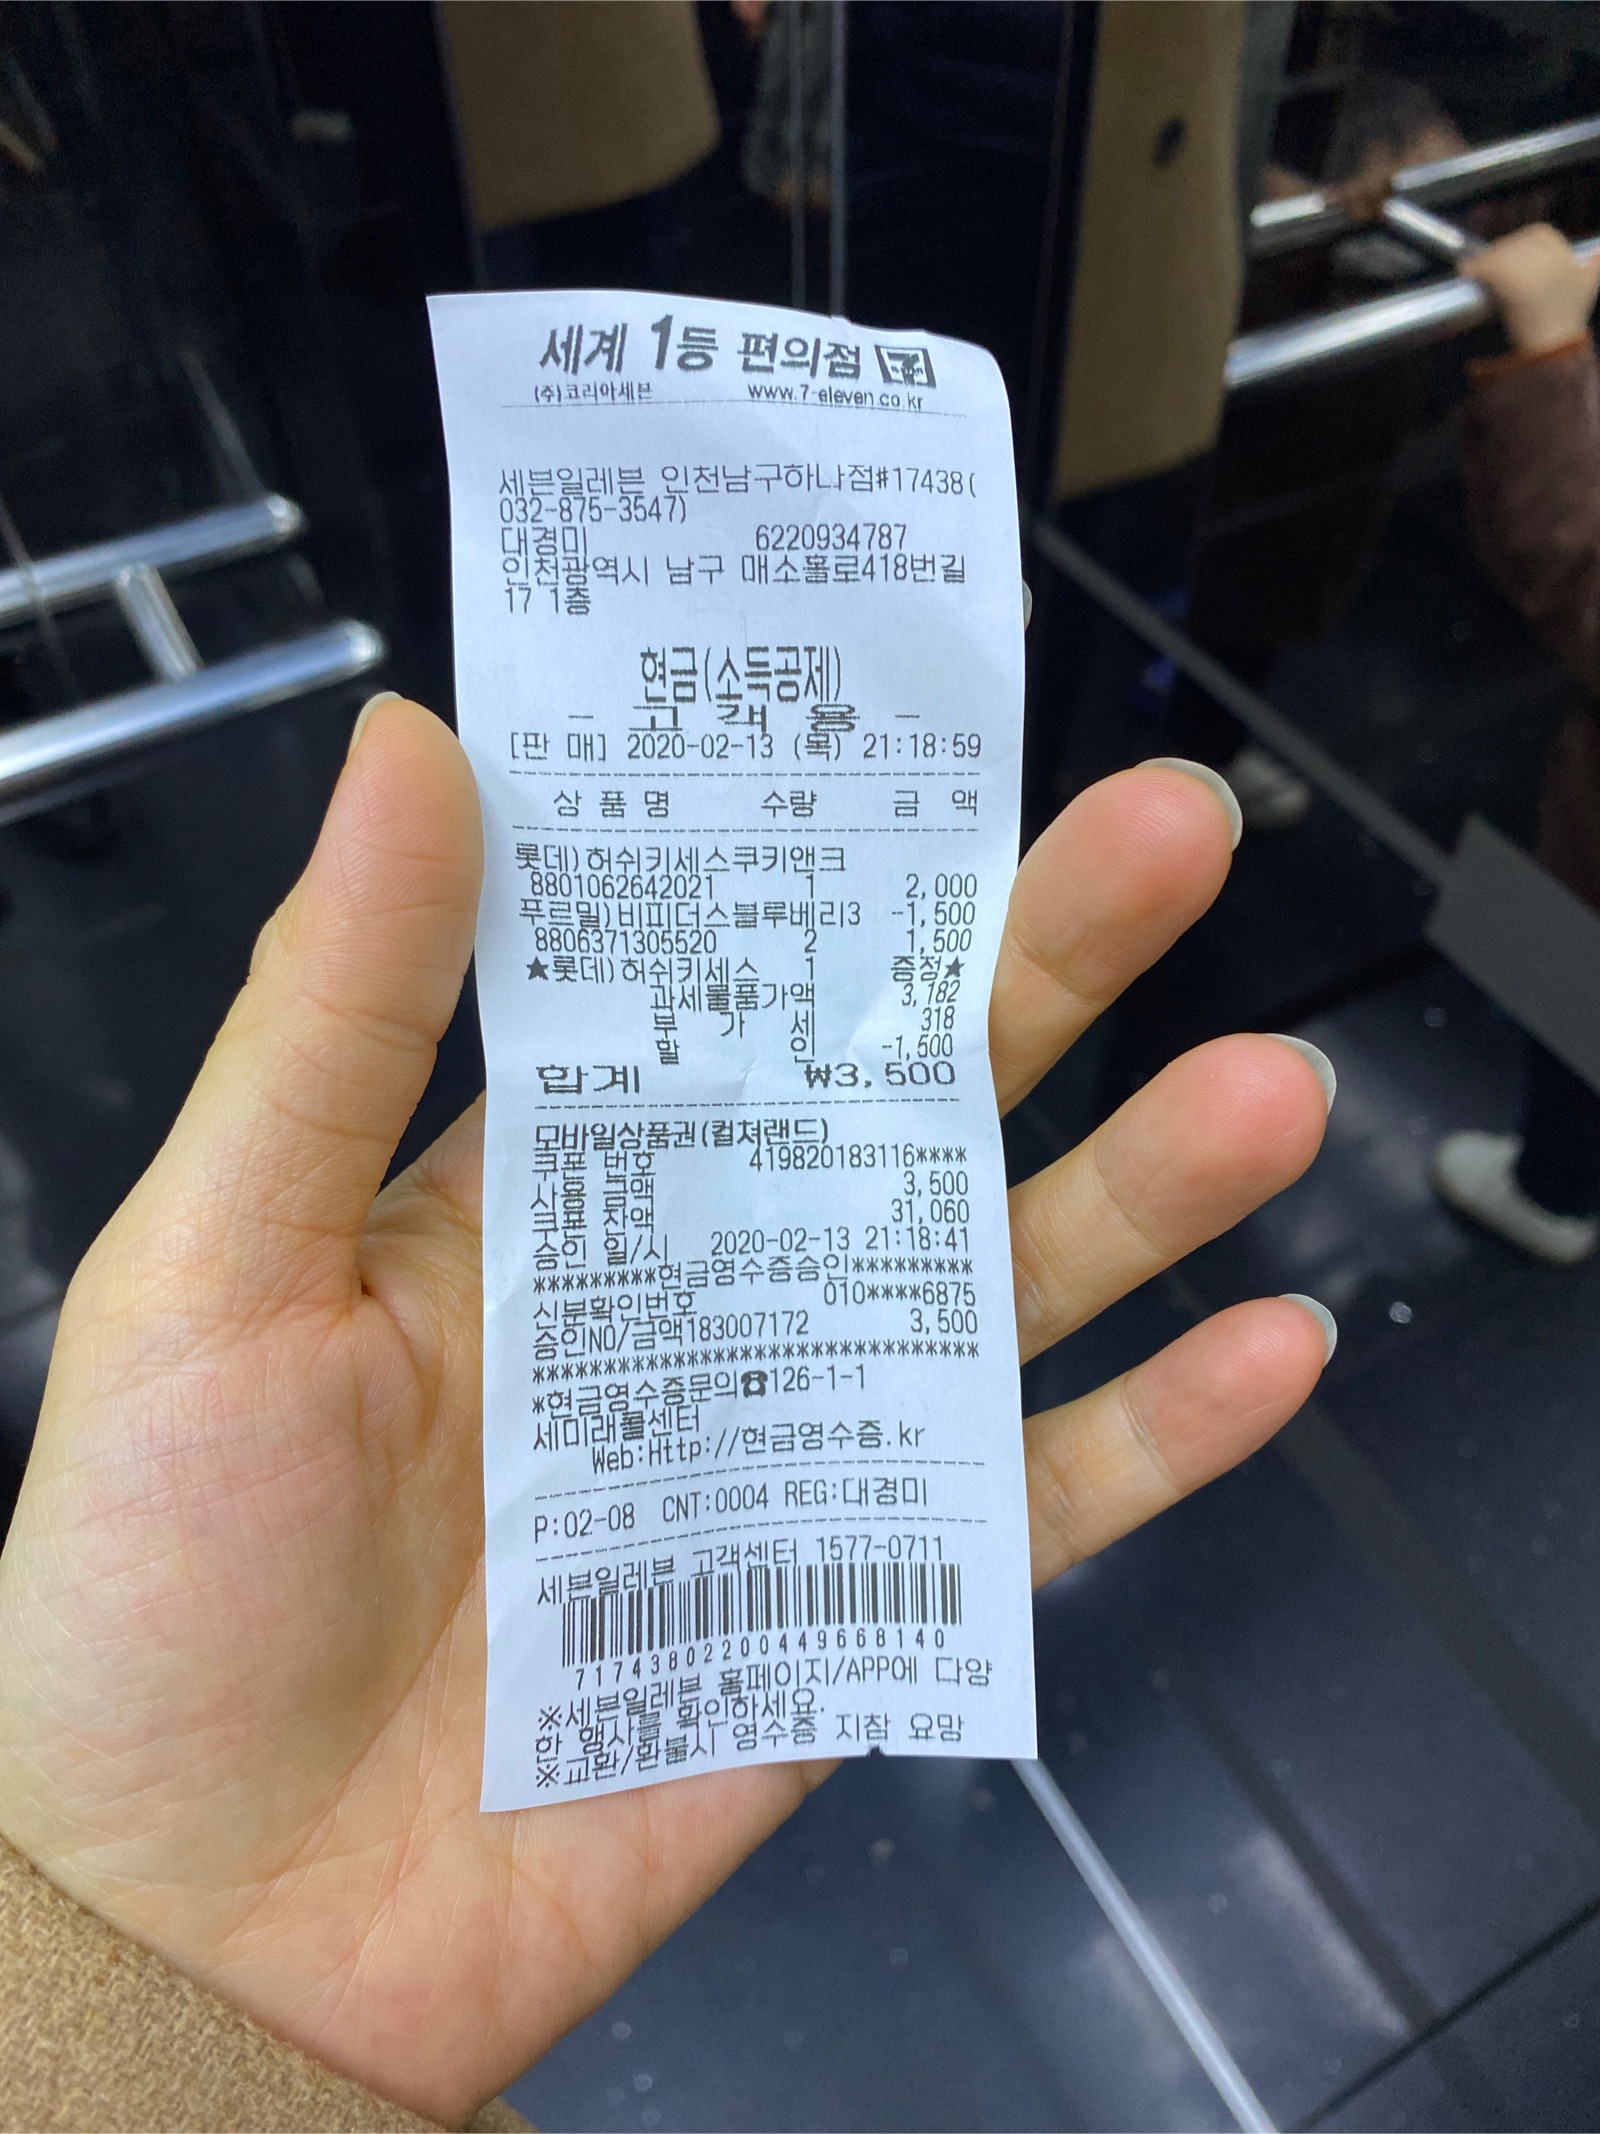 세계 1등 편의점
(주)코리아세븐 www.7-eleven.co.kr
세븐일레븐 인천남구하나점#17438(
032-875-3547)
대경미 6220934787
인천광역시 남구 매소홀로418번길
17 1층
현금(소득공제)
- 고 객 용 -
[판 매] 2020-02-13 (목) 21:18:59
상 품 명 수량 금 액
롯데)허쉬키세스쿠키앤크
8801062642021 1 2,000
푸르밀)비피더스블루베리3 -1,500
8806371305520 2 1,500
★롯데)허쉬키세스 1 증정★
과세물품가액 3,182
부 가 세 318
할 인 -1,500
합계 ₩3,500
모바일상품권(컬쳐랜드)
쿠폰 번호 419820183116****
사용 금액 3,500
쿠폰 잔액 31,060
승인 일/시 2020-02-13 21:18:41
*********현금영수증승인*********
신분확인번호 010****6875
승인NO/금액183007172 3,500
********************************
*현금영수증문의☎126-1-1
세미래콜센터
Web:Http://현금영수증.kr
P:02-08 CNT:0004 REG:대경미
세븐일레븐 고객센터 1577-0711
71743802200449668140
※세븐일레븐 홈페이지/APP에 다양
한 행사를 확인하세요.
※교환/환불시 영수증 지참 요망